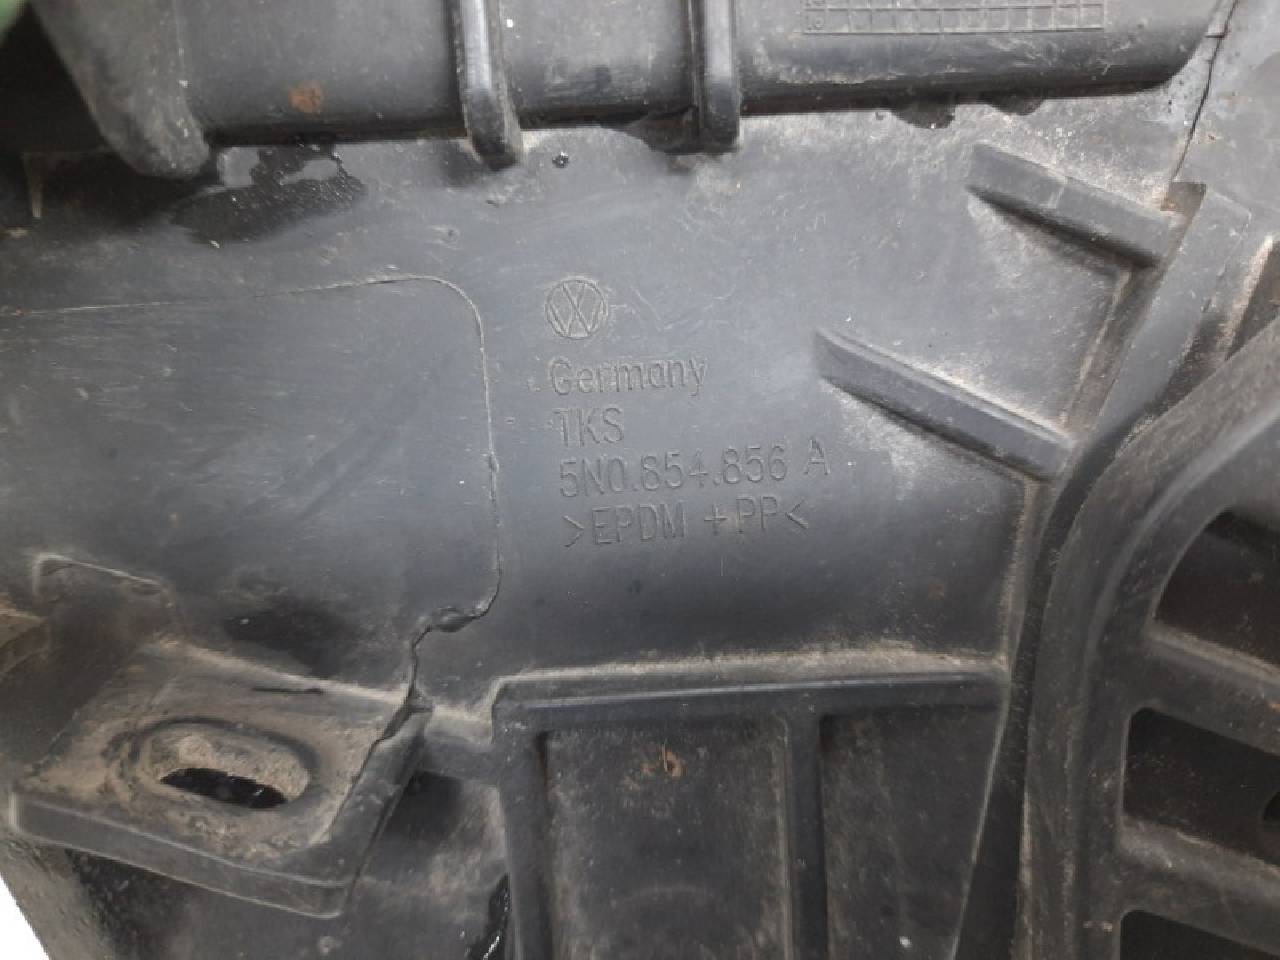 Germany
TKS
5N0.854.856 A
>EPDM +PP<